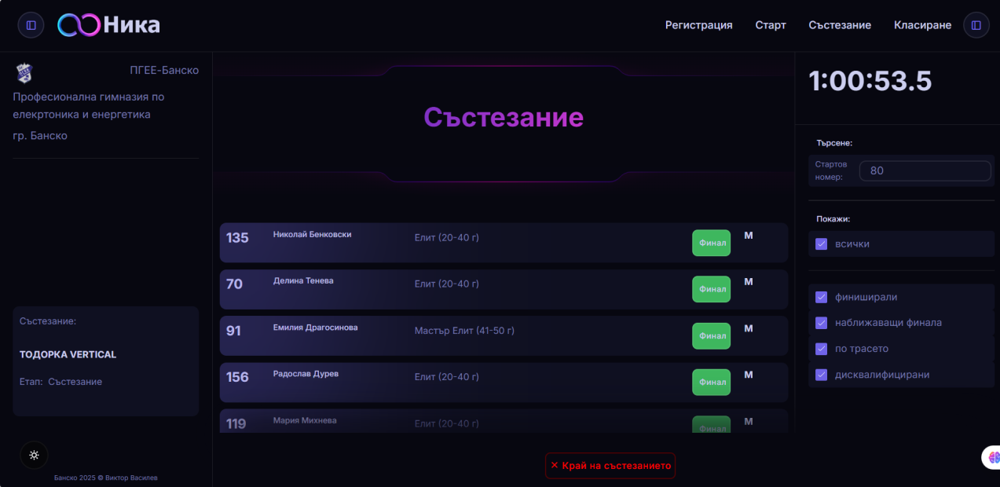 Ника
Регистрация
Старт
Състезание
Класиране
ПГЕЕ-Банско
Професионална гимназия по
елекртоника и енергетика
гр. Банско
Състезание:
ТОДОРКА VERTICAL
Етап: Състезание
Банско 2025 © Виктор Василев
Състезание
135 Николай Бенковски Елит (20-40 г) Финал М
70 Делина Тенева Елит (20-40 г) Финал М
91 Емилия Драгосинова Мастър Елит (41-50 г) Финал М
156 Радослав Дурев Елит (20-40 г) Финал М
119 Мария Михнева Елит (20-40 г) Финал М
× Край на състезанието
1:00:53.5
Търсене:
Стартов
номер:
80
Покажи:
всички
финиширали
наближаващи финала
по трасето
дисквалифицирани